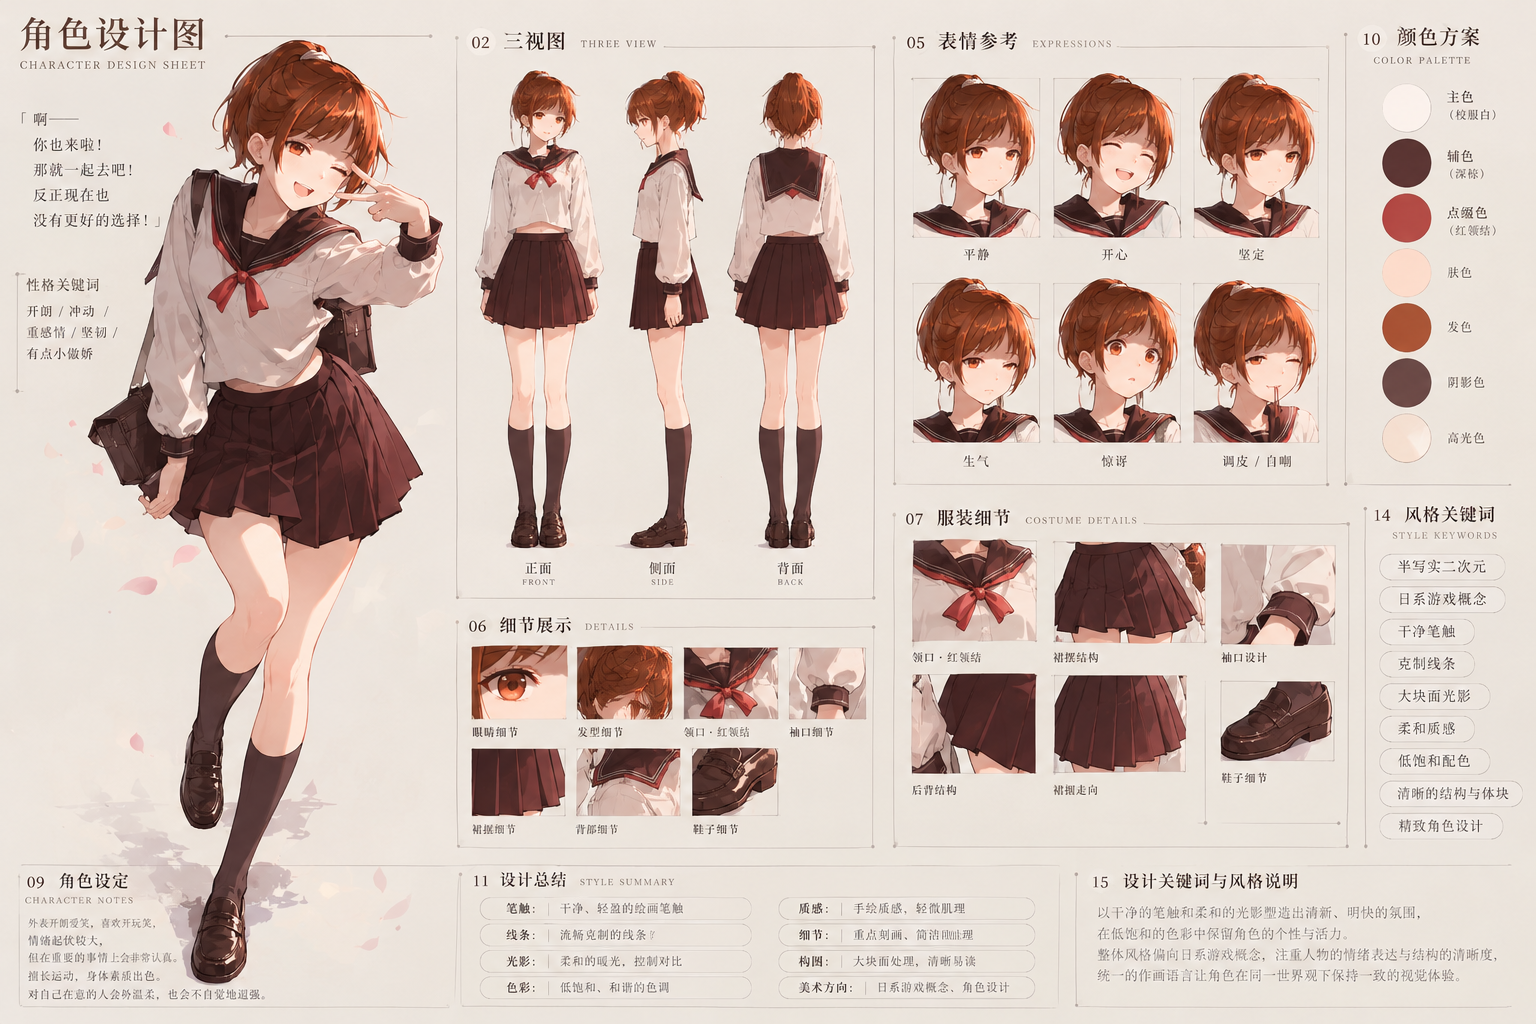 角色设计图
CHARACTER DESIGN SHEET
「 啊——
你也来啦！
那就一起去吧！
反正现在也
没有更好的选择！」
性格关键词
开朗 / 冲动 /
重感情 / 坚韧 /
有点小傲娇
09 角色设定
CHARACTER NOTES
外表开朗爱笑，喜欢开玩笑，
情绪起伏较大，
但在重要的事情上会非常认真。
擅长运动，身体素质出色。
对自己在意的人会外温柔，也会不自觉地逞强。
02 三视图 THREE VIEW
正面
FRONT
侧面
SIDE
背面
BACK
06 细节展示 DETAILS
眼睛细节
发型细节
领口·红领结
袖口细节
裙摆细节
背部细节
鞋子细节
05 表情参考 EXPRESSIONS
平静
开心
坚定
生气
惊讶
调皮 / 自嘲
07 服装细节 COSTUME DETAILS
领口·红领结
裙摆结构
袖口设计
后背结构
裙摆走向
鞋子细节
10 颜色方案
COLOR PALETTE
主色
（校服白）
辅色
（深棕）
点缀色
（红领结）
肤色
发色
阴影色
高光色
14 风格关键词
STYLE KEYWORDS
半写实二次元
日系游戏概念
干净笔触
克制线条
大块面光影
柔和质感
低饱和配色
清晰的结构与体块
精致角色设计
11 设计总结 STYLE SUMMARY
笔触： 干净、轻盈的绘画笔触
线条： 流畅克制的线条
光影： 柔和的暖光，控制对比
色彩： 低饱和、和谐的色调
质感： 手绘质感，轻微肌理
细节： 重点刻画、简洁理
构图： 大块面处理，清晰易读
美术方向： 日系游戏概念、角色设计
15 设计关键词与风格说明
以干净的笔触和柔和的光影塑造出清新、明快的氛围，
在低饱和的色彩中保留角色的个性与活力。
整体风格偏向日系游戏概念，注重人物的情绪表达与结构的清晰度，
统一的作画语言让角色在同一世界观下保持一致的视觉体验。